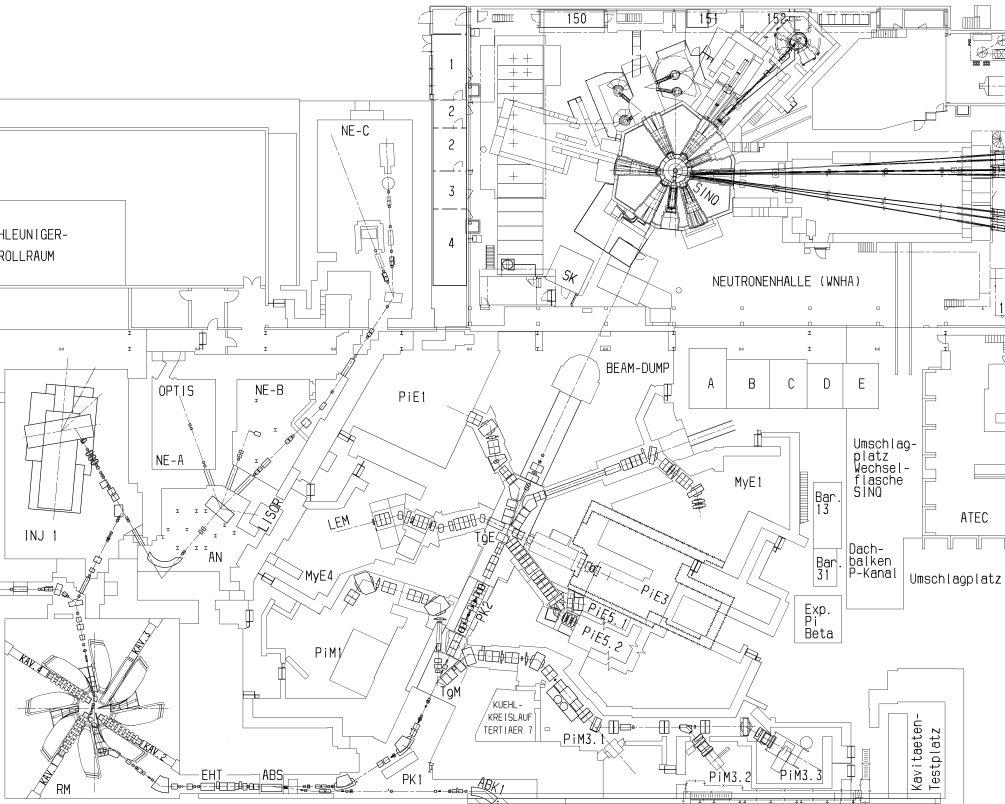 150
151
152
1
2
2
3
4
NE-C
HLEUNIGER-
ROLLRAUM
SINQ
SK
NEUTRONENHALLE (WNHA)
1
BEAM-DUMP
A
B
C
D
E
OPTIS
NE-B
PiE1
NE-A
Umschlag-
platz
Wechsel-
flasche
SINQ
MyE1
LISOR
LEM
Bar.
13
ATEC
INJ 1
AN
TgE
Dach-
balken
P-Kanal
Bar.
31
MyE4
Umschlagplatz
PiE3
PK2
PiE5.1
PiE5.2
Exp.
Pi
Beta
KAV.3
KAV.4
PiM1
TgM
KUEHL-
KREISLAUF
TERTIAER 7
KAV.2
PiM3.1
Kavitaeten-
Testplatz
KAV.
RM
EHT
ABS
PK1
ABK1
PiM3.2
PiM3.3